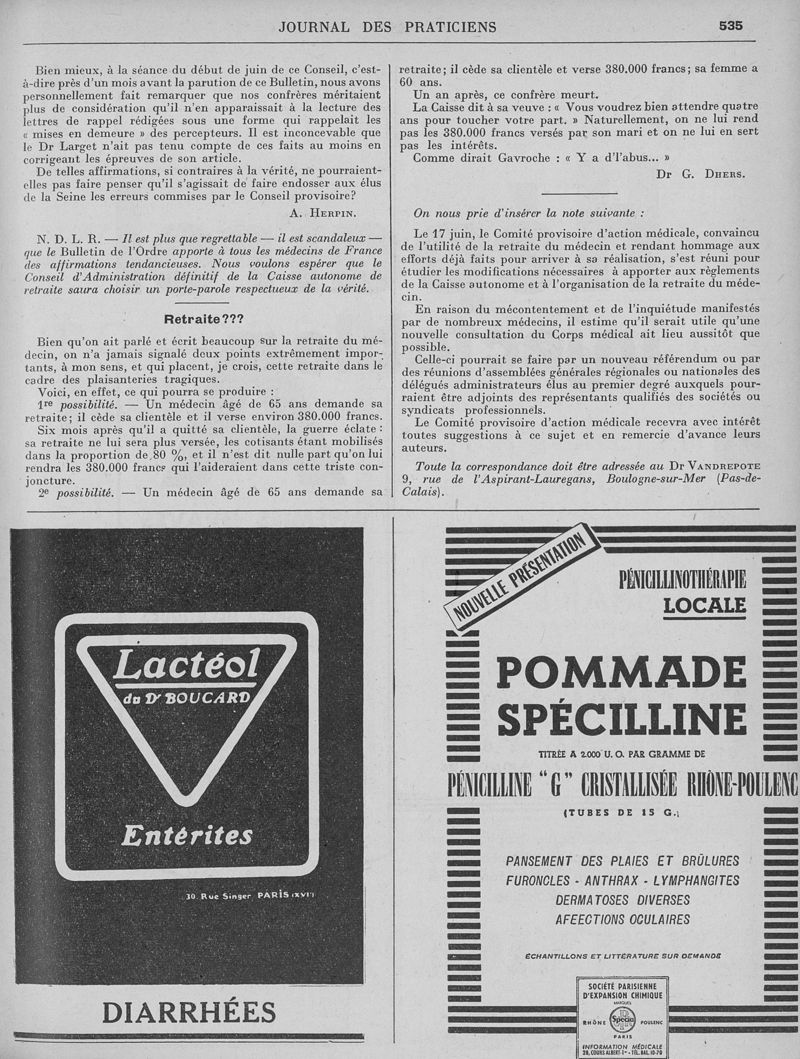 JOURNAL DES PRATICIENS
535
Bien mieux, à la séance du début de juin de ce Conseil, c'est-
à-dire près d'un mois avant la parution de ce Bulletin, nous avons
personnellement fait remarquer que nos confrères méritaient
plus de considération qu'il n'en apparaissait à la lecture des
lettres de rappel rédigées sous une forme qui rappelait les
« mises en demeure » des percepteurs. Il est inconcevable que
le Dr Larget n'ait pas tenu compte de ces faits au moins en
corrigeant les épreuves de son article.
De telles affirmations, si contraires à la vérité, ne pourraient-
elles pas faire penser qu'il s'agissait de faire endosser aux élus
de la Seine les erreurs commises par le Conseil provisoire?
A. HERPIN.
N. D. L. R. — Il est plus que regrettable — il est scandaleux —
que le Bulletin de l'Ordre apporte à tous les médecins de France
des affirmations tendancieuses. Nous voulons espérer que le
Conseil d'Administration définitif de la Caisse autonome de
retraite saura choisir un porte-parole respectueux de la vérité.
Retraite???
Bien qu'on ait parlé et écrit beaucoup sur la retraite du mé-
decin, on n'a jamais signalé deux points extrêmement impor-
tants, à mon sens, et qui placent, je crois, cette retraite dans le
cadre des plaisanteries tragiques.
Voici, en effet, ce qui pourra se produire :
1re possibilité. — Un médecin âgé de 65 ans demande sa
retraite; il cède sa clientèle et il verse environ 380.000 francs.
Six mois après qu'il a quitté sa clientèle, la guerre éclate :
sa retraite ne lui sera plus versée, les cotisants étant mobilisés
dans la proportion de 80 %, et il n'est dit nulle part qu'on lui
rendra les 380.000 francs qui l'aideraient dans cette triste con-
joncture.
2e possibilité. — Un médecin âgé de 65 ans demande sa
retraite; il cède sa clientèle et verse 380.000 francs; sa femme a
60 ans.
Un an après, ce confrère meurt.
La Caisse dit à sa veuve : « Vous voudrez bien attendre quatre
ans pour toucher votre part. » Naturellement, on ne lui rend
pas les 380.000 francs versés par son mari et on ne lui en sert
pas les intérêts.
Comme dirait Gavroche : « Y a d'l'abus... »
Dr G. DHERS.
On nous prie d'insérer la note suivante :
Le 17 juin, le Comité provisoire d'action médicale, convaincu
de l'utilité de la retraite du médecin et rendant hommage aux
efforts déjà faits pour arriver à sa réalisation, s'est réuni pour
étudier les modifications nécessaires à apporter aux règlements
de la Caisse autonome et à l'organisation de la retraite du méde-
cin.
En raison du mécontentement et de l'inquiétude manifestés
par de nombreux médecins, il estime qu'il serait utile qu'une
nouvelle consultation du Corps médical ait lieu aussitôt que
possible.
Celle-ci pourrait se faire par un nouveau référendum ou par
des réunions d'assemblées générales régionales ou nationales des
délégués administrateurs élus au premier degré auxquels pour-
raient être adjoints des représentants qualifiés des sociétés ou
syndicats professionnels.
Le Comité provisoire d'action médicale recevra avec intérêt
toutes suggestions à ce sujet et en remercie d'avance leurs
auteurs.
Toute la correspondance doit être adressée au Dr VANDREPOTE
9, rue de l'Aspirant-Lauregans, Boulogne-sur-Mer (Pas-de-
Calais).
Lactéol
du Dr BOUCARD
Entérites
30. Rue Singer PARIS (XVIe)
DIARRHÉES
NOUVELLE PRÉSENTATION
PÉNICILLINOTHÉRAPIE
LOCALE
POMMADE
SPÉCILLINE
TITRÉE A 2.000 U. O. PAR GRAMME DE
PÉNICILLINE "G" CRISTALLISÉE RHÔNE-POULENC
(TUBES DE 15 G.)
PANSEMENT DES PLAIES ET BRÛLURES
FURONCLES - ANTHRAX - LYMPHANGITES
DERMATOSES DIVERSES
AFEECTIONS OCULAIRES
ÉCHANTILLONS ET LITTÉRATURE SUR DEMANDE
SOCIÉTÉ PARISIENNE
D'EXPANSION CHIMIQUE
MARQUES
RHÔNE Specia POULENC
PARIS
INFORMATION MÉDICALE
28, COURS ALBERT-1er - TÉL. BAL. 10-79